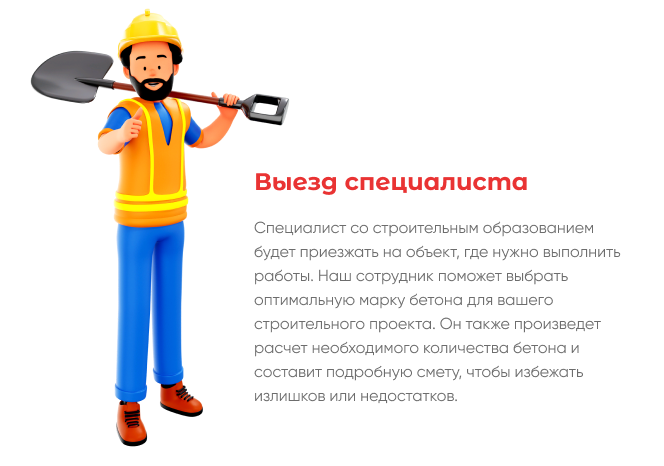 Выезд специалиста
Специалист со строительным образованием
будет приезжать на объект, где нужно выполнить
работы. Наш сотрудник поможет выбрать
оптимальную марку бетона для вашего
строительного проекта. Он также произведет
расчет необходимого количества бетона и
составит подробную смету, чтобы избежать
излишков или недостатков.